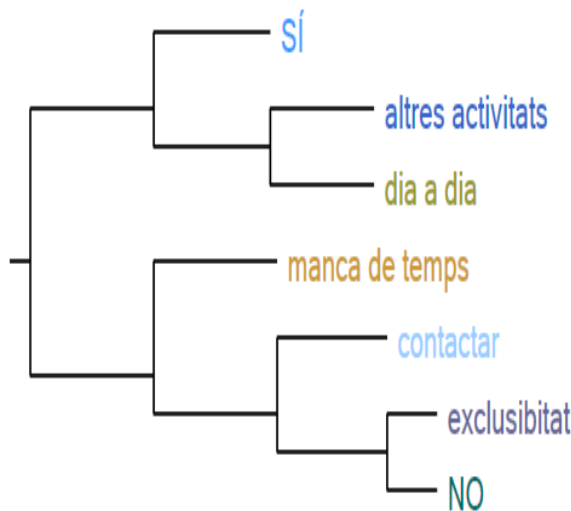 SÍ
altres activitats
dia a dia
manca de temps
contactar
exclusibitat
NO